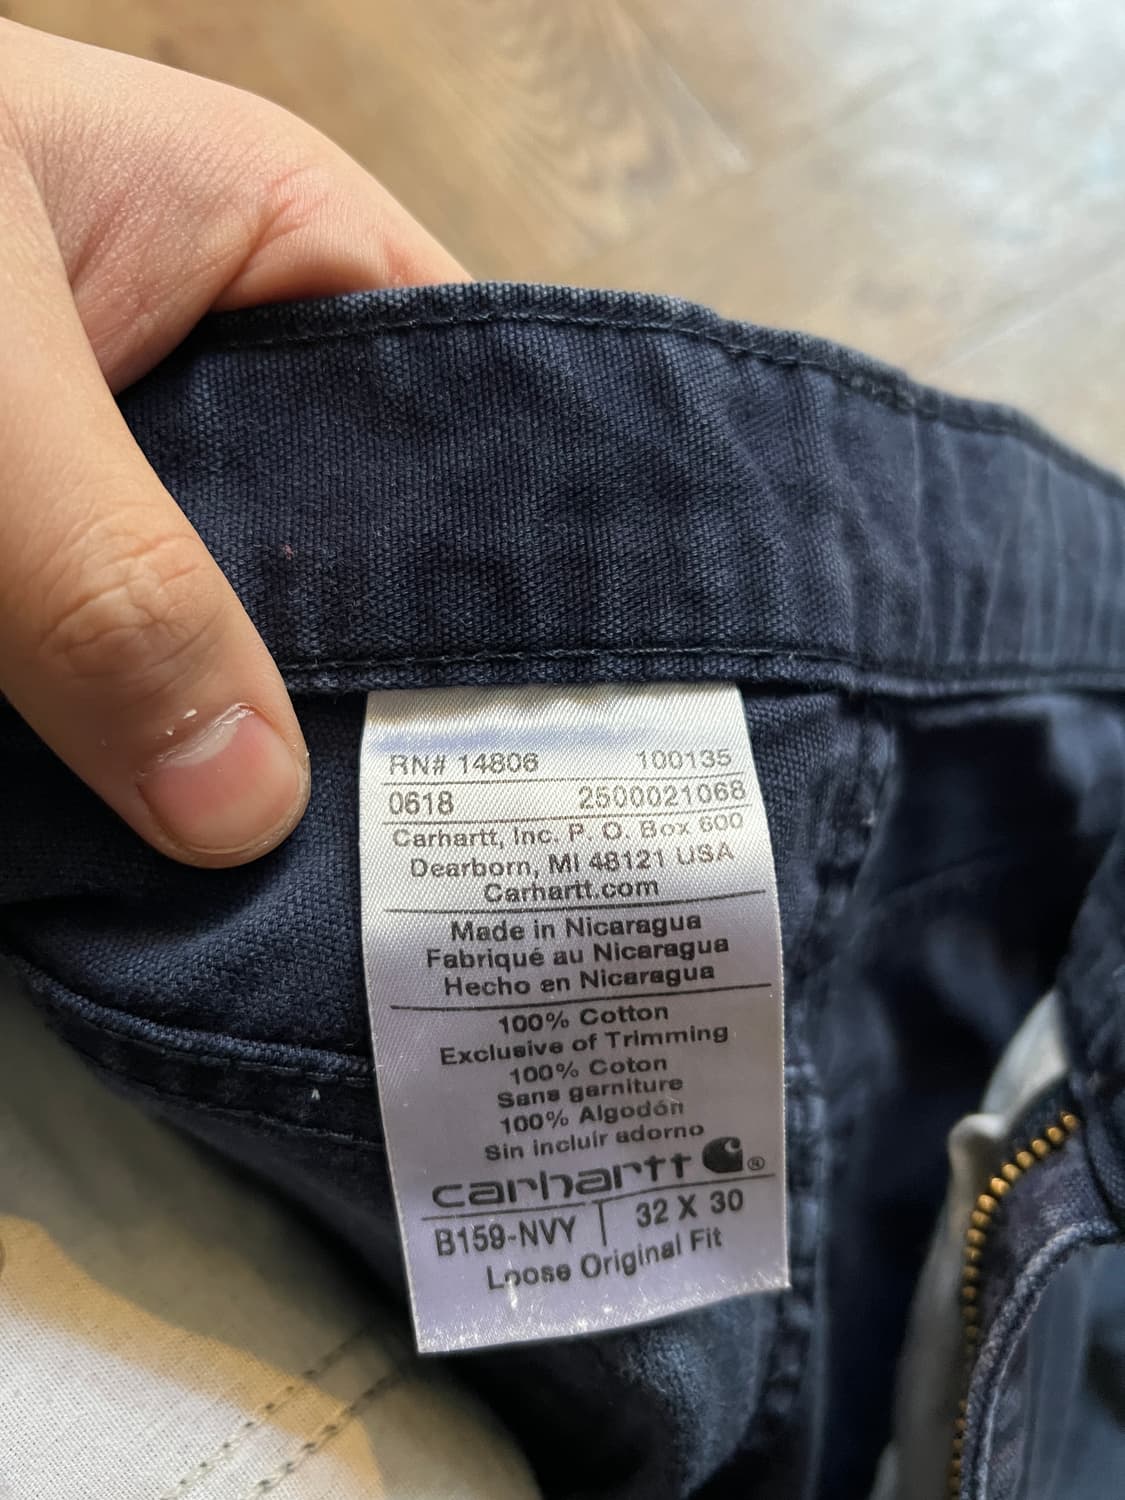 RN# 14806 100135
0618 2500021068
Carhartt, Inc. P. O. Box 600
Dearborn, MI 48121 USA
Carhartt.com
Made in Nicaragua
Fabriqué au Nicaragua
Hecho en Nicaragua
100% Cotton
Exclusive of Trimming
100% Coton
Sans garniture
100% Algodón
Sin incluir adorno
carhartt ®
B159-NVY | 32 X 30
Loose Original Fit